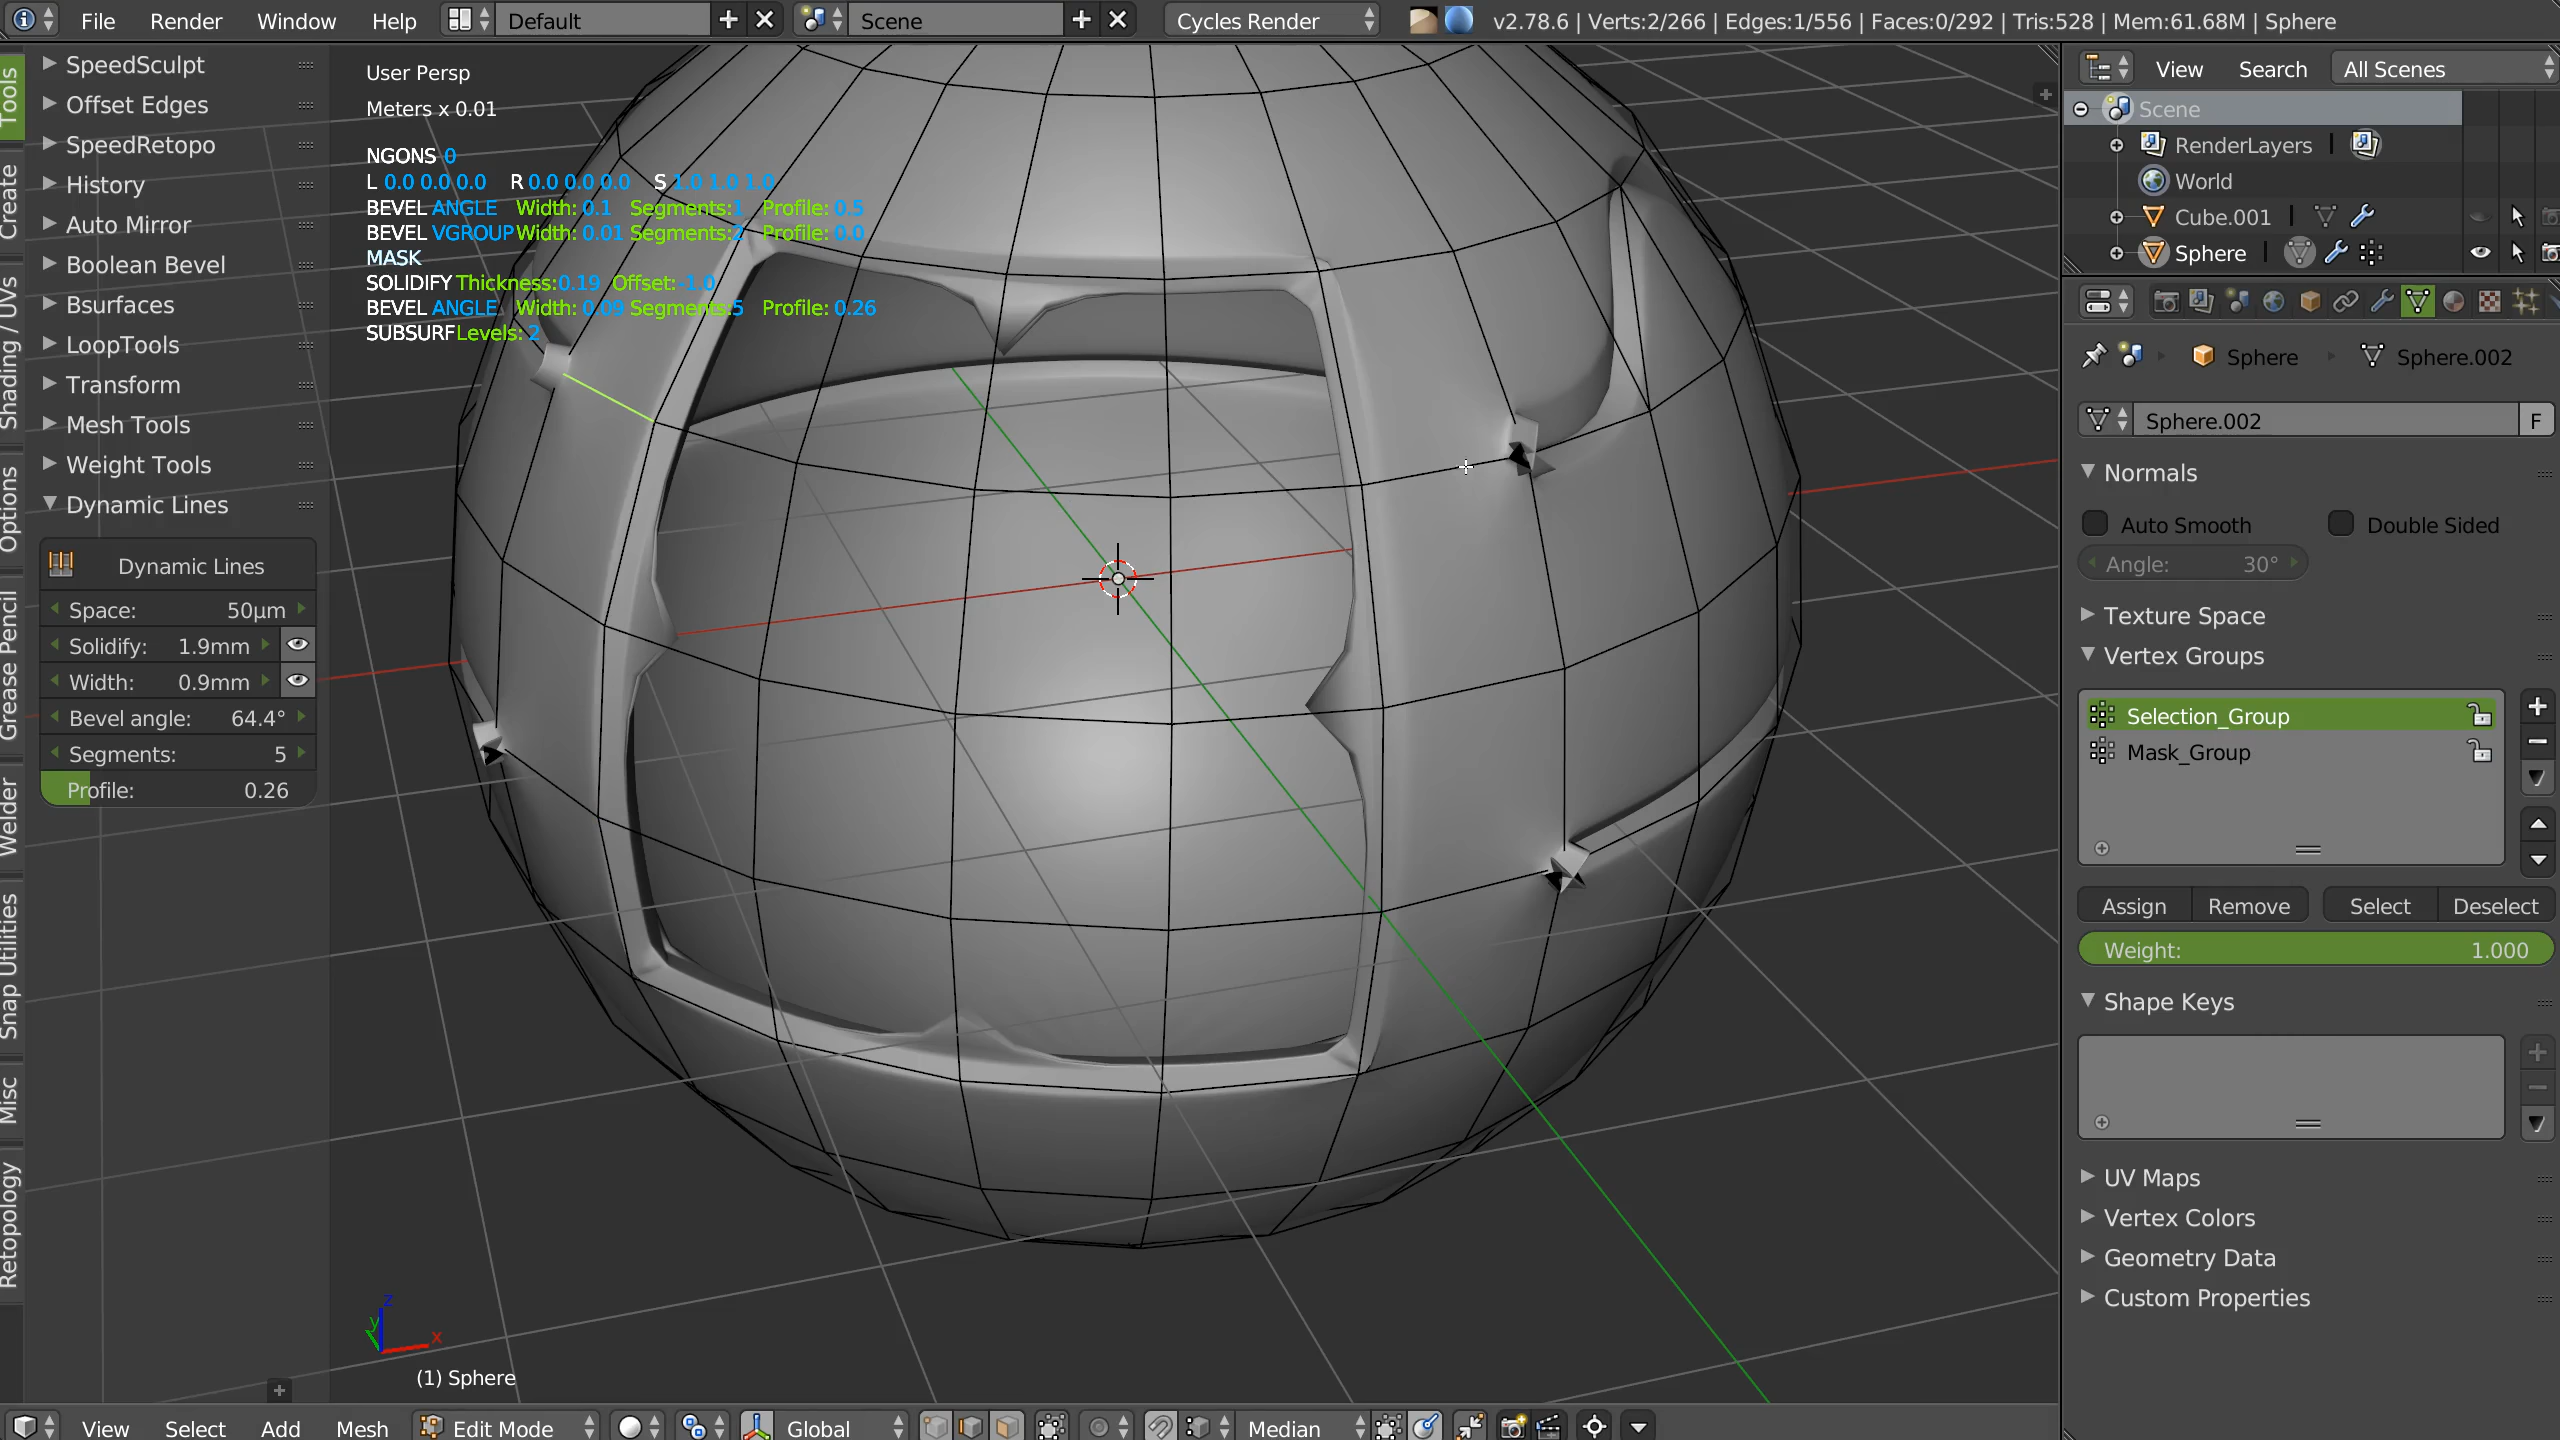 File Render Window Help Default Scene Cycles Render v2.78.6 | Verts:2/266 | Edges:1/556 | Faces:0/292 | Tris:528 | Mem:61.68M | Sphere
Tools
Create
Shading / UVs
Options
Grease Pencil
Welder
Snap Utilities
Misc
Retopology
SpeedSculpt
Offset Edges
SpeedRetopo
History
Auto Mirror
Boolean Bevel
Bsurfaces
LoopTools
Transform
Mesh Tools
Weight Tools
Dynamic Lines
Dynamic Lines
Space: 50µm
Solidify: 1.9mm
Width: 0.9mm
Bevel angle: 64.4°
Segments: 5
Profile: 0.26
User Persp
Meters x 0.01
NGONS 0
L 0.0 0.0 0.0 R 0.0 0.0 0.0 S 1.0 1.0 1.0
BEVEL ANGLE Width: 0.1 Segments:1 Profile: 0.5
BEVEL VGROUP Width: 0.01 Segments:2 Profile: 0.0
MASK
SOLIDIFY Thickness:0.19 Offset:-1.0
BEVEL ANGLE Width: 0.09 Segments:5 Profile: 0.26
SUBSURF Levels: 2
z
y
x
(1) Sphere
View Select Add Mesh Edit Mode Global Median
View Search All Scenes
Scene
RenderLayers |
World
Cube.001 |
Sphere |
Sphere Sphere.002
Sphere.002 F
Normals
Auto Smooth Double Sided
Angle: 30°
Texture Space
Vertex Groups
Selection_Group
Mask_Group
Assign Remove Select Deselect
Weight: 1.000
Shape Keys
UV Maps
Vertex Colors
Geometry Data
Custom Properties